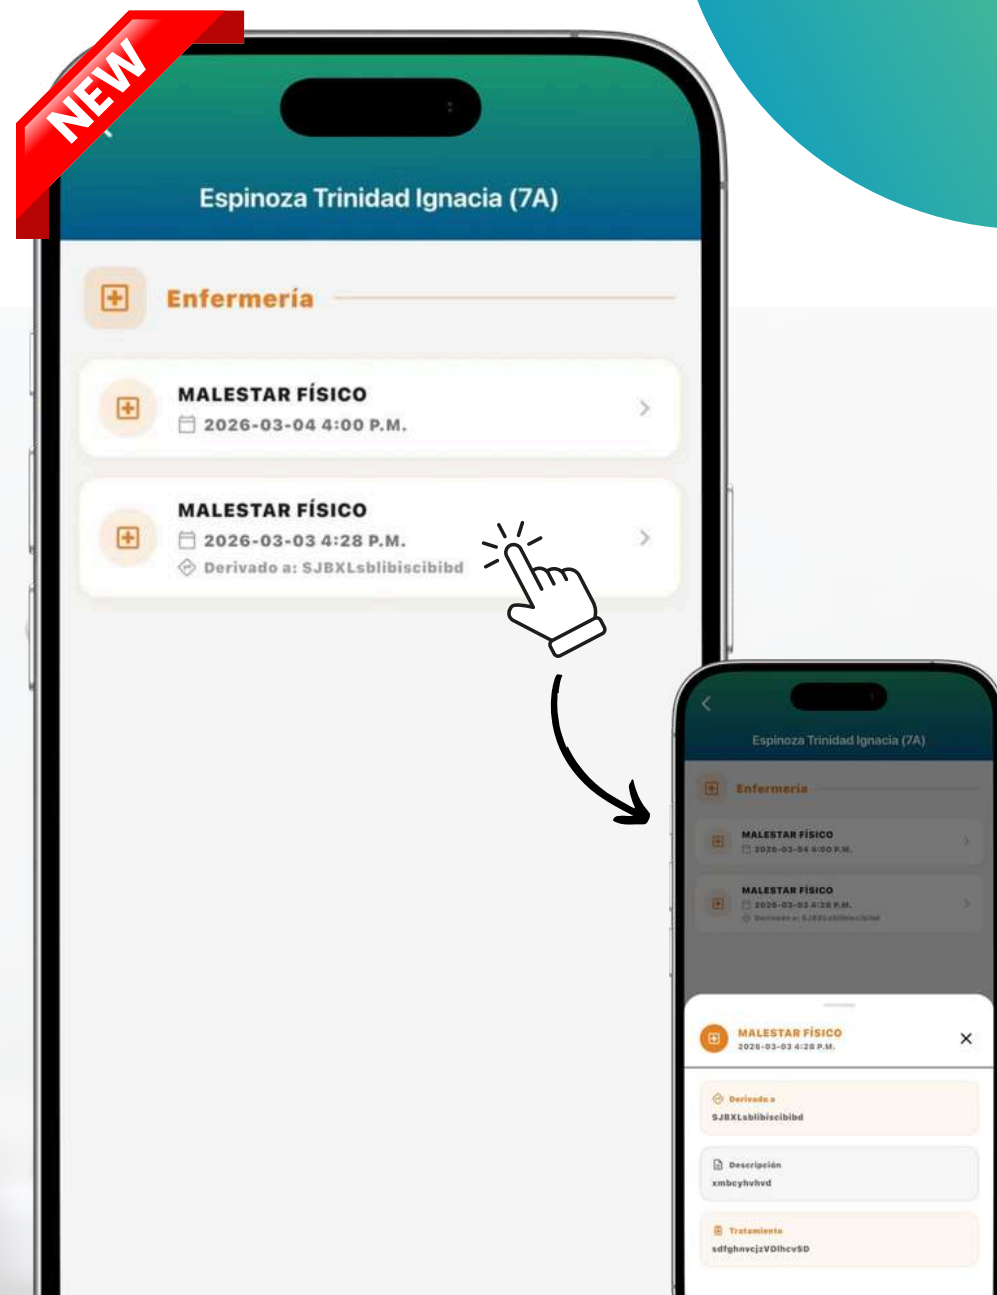 NEW
Espinoza Trinidad Ignacia (7A)
Enfermería
MALESTAR FÍSICO
2026-03-04 4:00 P.M.
MALESTAR FÍSICO
2026-03-03 4:28 P.M.
Derivado a: SJBXLsblibiscibibd
Espinoza Trinidad Ignacia (7A)
Enfermería
MALESTAR FÍSICO
2026-03-04 4:00 P.M.
MALESTAR FÍSICO
2026-03-03 4:28 P.M.
Derivado a: SJBXLsblibiscibibd
MALESTAR FÍSICO
2026-03-03 4:28 P.M.
Derivado a
SJBXLsblibiscibibd
Descripción
xmbcyhvhvd
Tratamiento
sdfghnvcjzVDlhcvSD